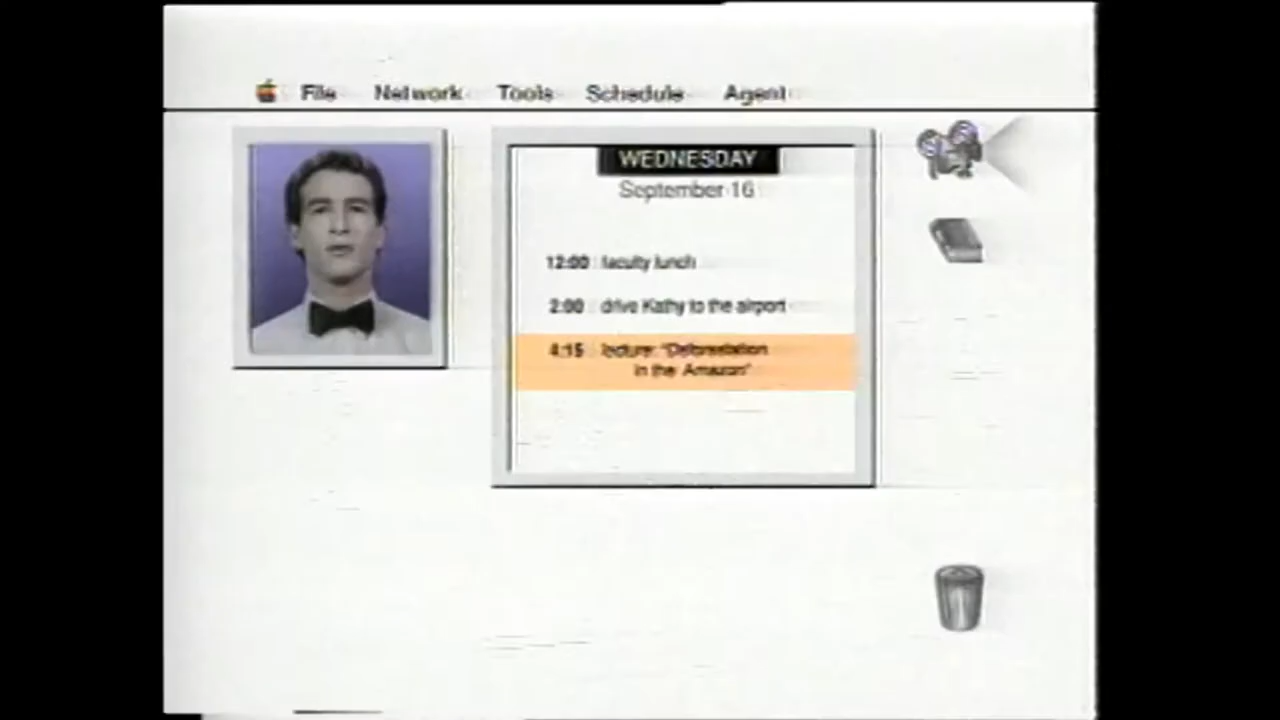 File Network Tools Schedule Agent
WEDNESDAY
September 16
12:00 faculty lunch
2:00 drive Kathy to the airport
4:15 lecture: "Deforestation
in the Amazon"